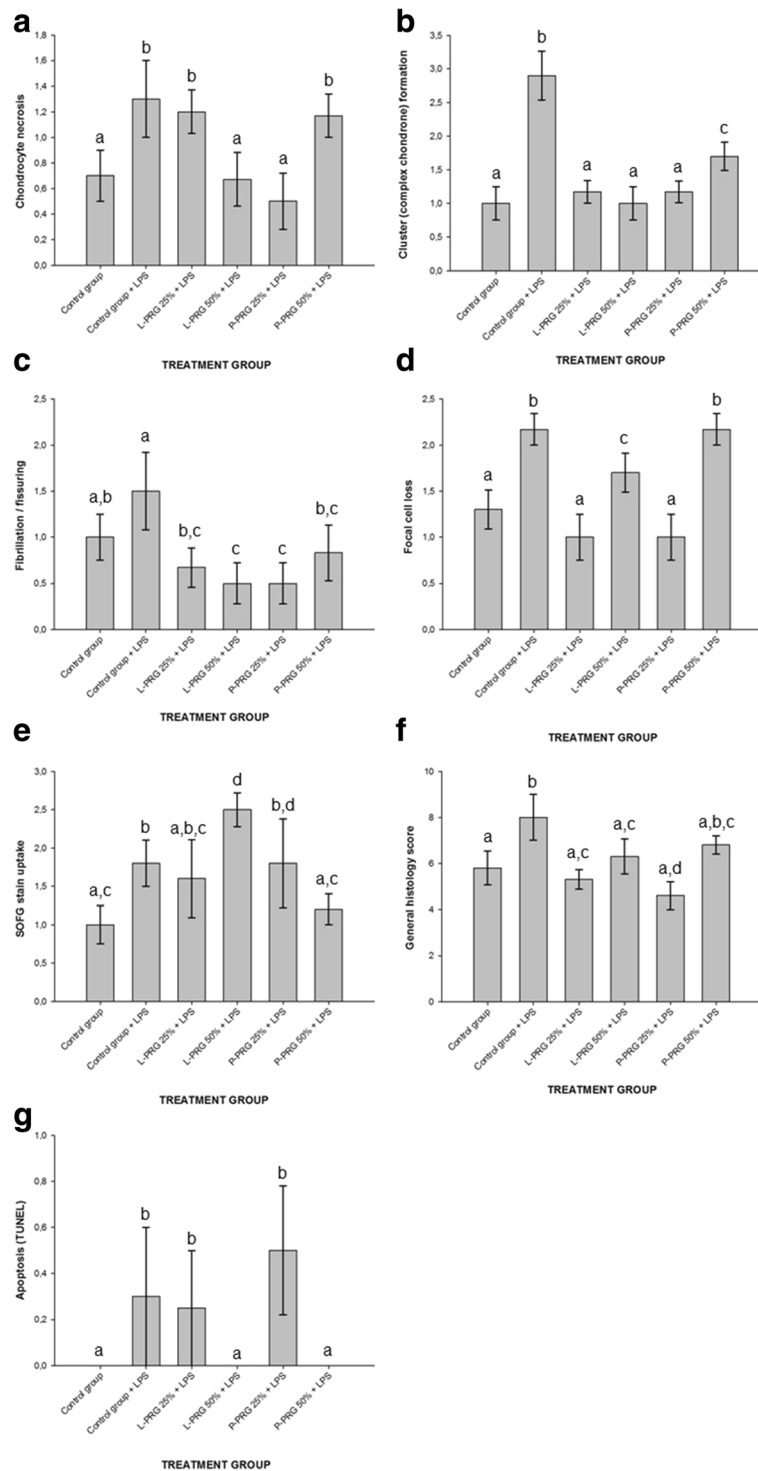 a
Chondrocyte necrosis
1,8
1,6
1,4
1,2
1,0
0,8
0,6
0,4
0,2
0,0
a
b
b
a
a
b
Control group
Control group + LPS
L-PRG 25% + LPS
L-PRG 50% + LPS
P-PRG 25% + LPS
P-PRG 50% + LPS
TREATMENT GROUP
b
Cluster (complex chondrone) formation
3,5
3,0
2,5
2,0
1,5
1,0
0,5
0,0
a
b
a
a
a
c
Control group
Control group + LPS
L-PRG 25% + LPS
L-PRG 50% + LPS
P-PRG 25% + LPS
P-PRG 50% + LPS
TREATMENT GROUP
c
Fibrillation / fissuring
2,5
2,0
1,5
1,0
0,5
0,0
a,b
a
b,c
c
c
b,c
Control group
Control group + LPS
L-PRG 25% + LPS
L-PRG 50% + LPS
P-PRG 25% + LPS
P-PRG 50% + LPS
TREATMENT GROUP
d
Focal cell loss
2,5
2,0
1,5
1,0
0,5
0,0
a
b
a
c
a
b
Control group
Control group + LPS
L-PRG 25% + LPS
L-PRG 50% + LPS
P-PRG 25% + LPS
P-PRG 50% + LPS
TREATMENT GROUP
e
SOFG stain uptake
3,0
2,5
2,0
1,5
1,0
0,5
0,0
a,c
b
a,b,c
d
b,d
a,c
Control group
Control group + LPS
L-PRG 25% + LPS
L-PRG 50% + LPS
P-PRG 25% + LPS
P-PRG 50% + LPS
TREATMENT GROUP
f
General histology score
10
8
6
4
2
0
a
b
a,c
a,c
a,d
a,b,c
Control group
Control group + LPS
L-PRG 25% + LPS
L-PRG 50% + LPS
P-PRG 25% + LPS
P-PRG 50% + LPS
TREATMENT GROUP
g
Apoptosis (TUNEL)
1,0
0,8
0,6
0,4
0,2
0,0
a
b
b
a
b
a
Control group
Control group + LPS
L-PRG 25% + LPS
L-PRG 50% + LPS
P-PRG 25% + LPS
P-PRG 50% + LPS
TREATMENT GROUP